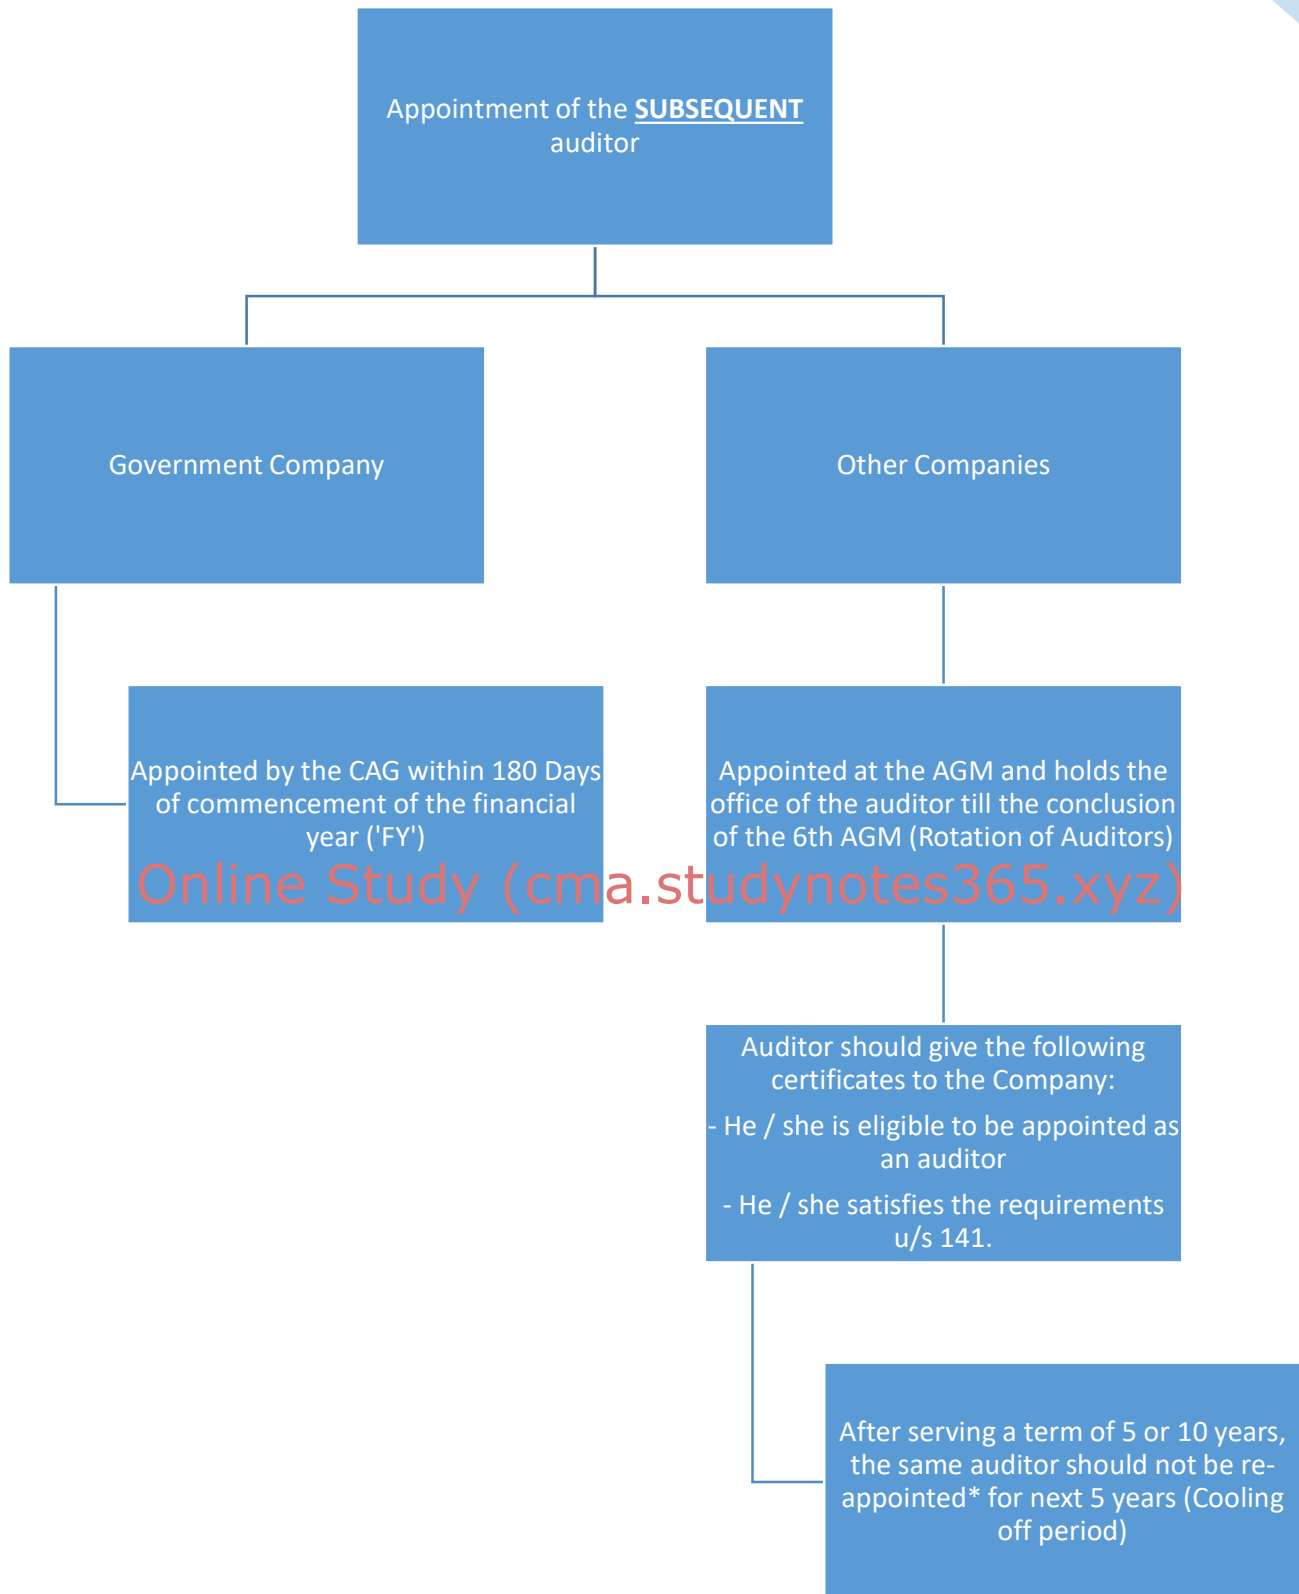 Appointment of the SUBSEQUENT
auditor
Government Company
Other Companies
Appointed by the CAG within 180 Days
of commencement of the financial
year ('FY')
Appointed at the AGM and holds the
office of the auditor till the conclusion
of the 6th AGM (Rotation of Auditors)
Online Study (cma.studynotes365.xyz)
Auditor should give the following
certificates to the Company:
- He / she is eligible to be appointed as
an auditor
- He / she satisfies the requirements
u/s 141.
After serving a term of 5 or 10 years,
the same auditor should not be re-
appointed* for next 5 years (Cooling
off period)